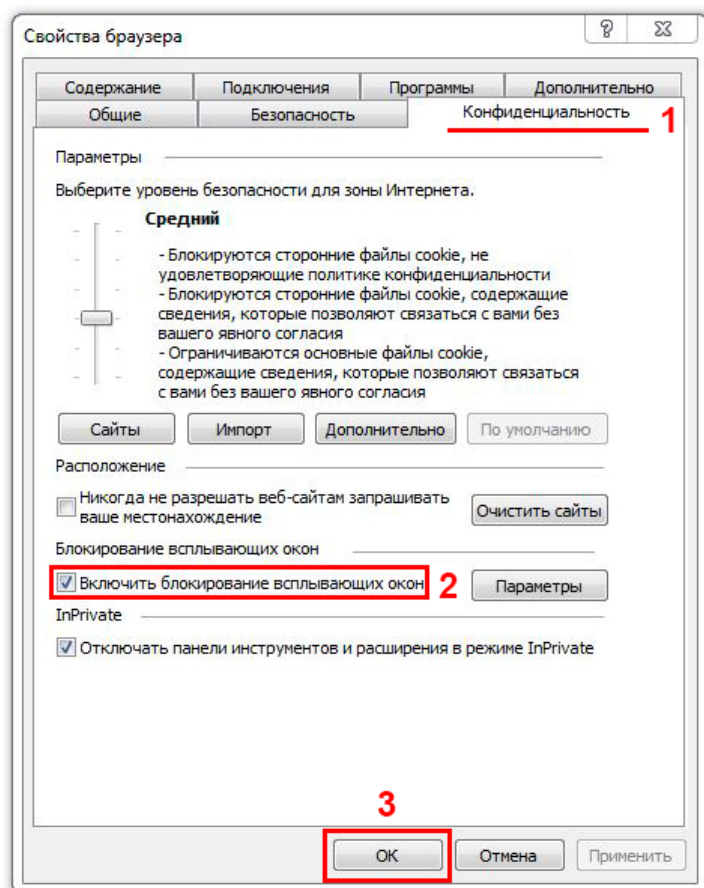 Свойства браузера
Содержание Подключения Программы Дополнительно
Общие Безопасность Конфиденциальность 1
Параметры
Выберите уровень безопасности для зоны Интернета.
Средний
- Блокируются сторонние файлы cookie, не
удовлетворяющие политике конфиденциальности
- Блокируются сторонние файлы cookie, содержащие
сведения, которые позволяют связаться с вами без
вашего явного согласия
- Ограничиваются основные файлы cookie,
содержащие сведения, которые позволяют связаться
с вами без вашего явного согласия
Сайты Импорт Дополнительно По умолчанию
Расположение
Никогда не разрешать веб-сайтам запрашивать
ваше местонахождение
Очистить сайты
Блокирование всплывающих окон
Включить блокирование всплывающих окон 2 Параметры
InPrivate
Отключать панели инструментов и расширения в режиме InPrivate
3
ОК Отмена Применить